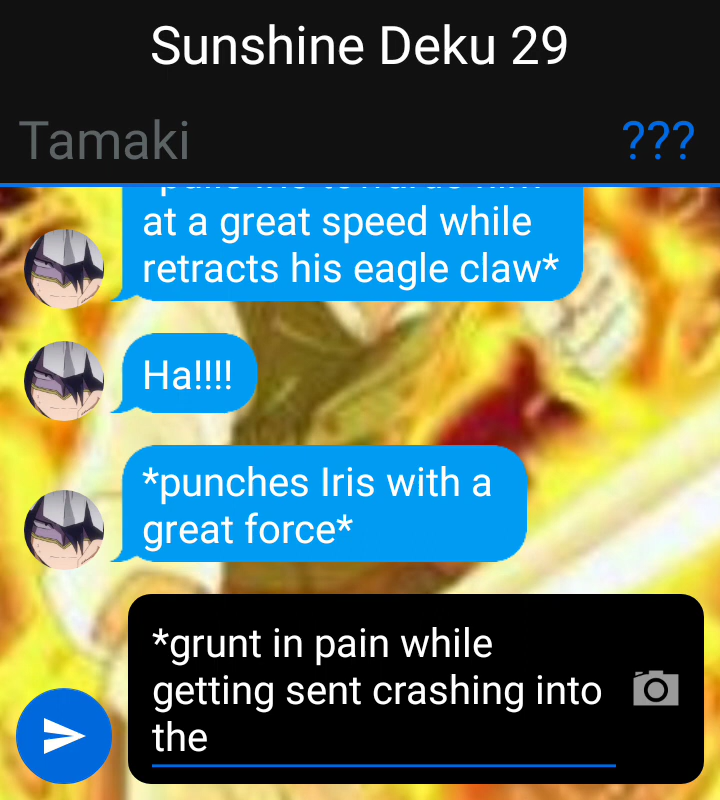 Sunshine Deku 29
Tamaki
???
at a great speed while
retracts his eagle claw*
Ha!!!!
*punches Iris with a
great force*
*grunt in pain while
getting sent crashing into
the